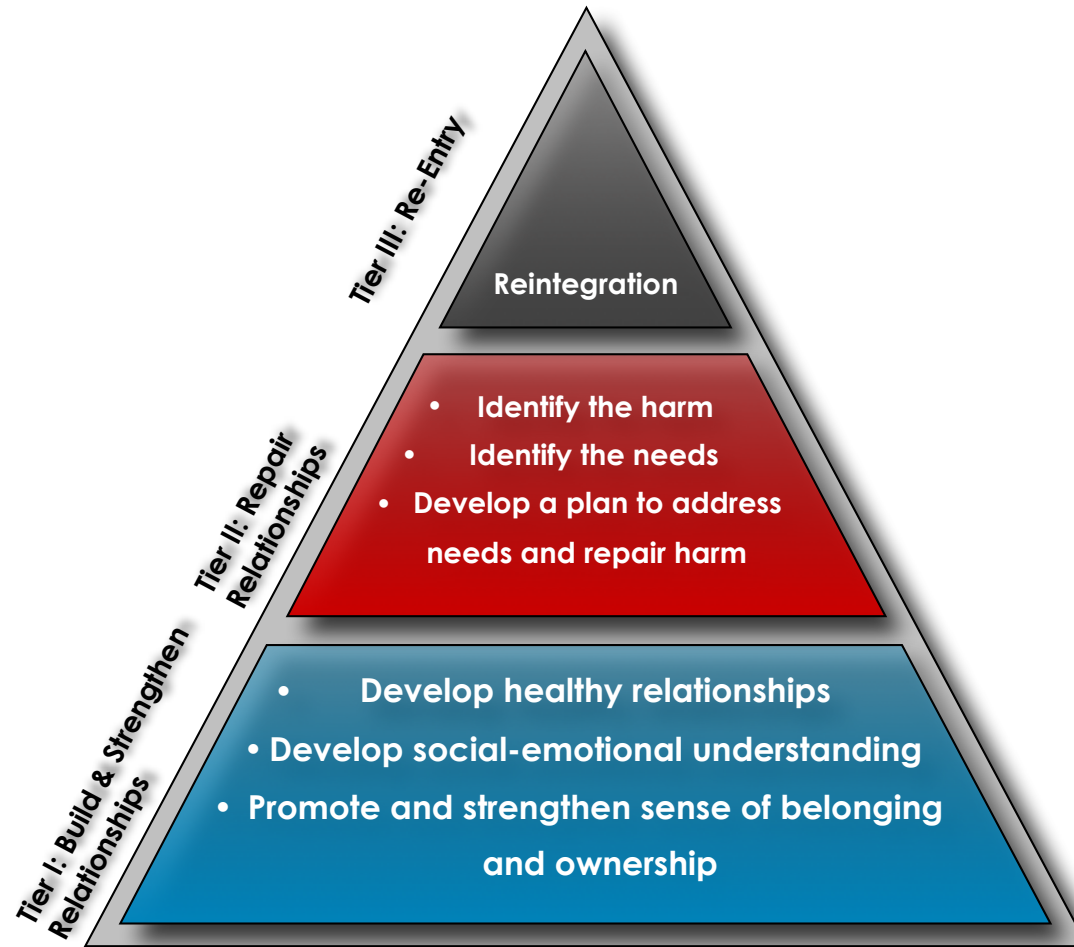 Tier III: Re-Entry
Reintegration
Tier II: Repair
Relationships
• Identify the harm
• Identify the needs
• Develop a plan to address
needs and repair harm
Tier I: Build & Strengthen
Relationships
• Develop healthy relationships
• Develop social-emotional understanding
• Promote and strengthen sense of belonging
and ownership